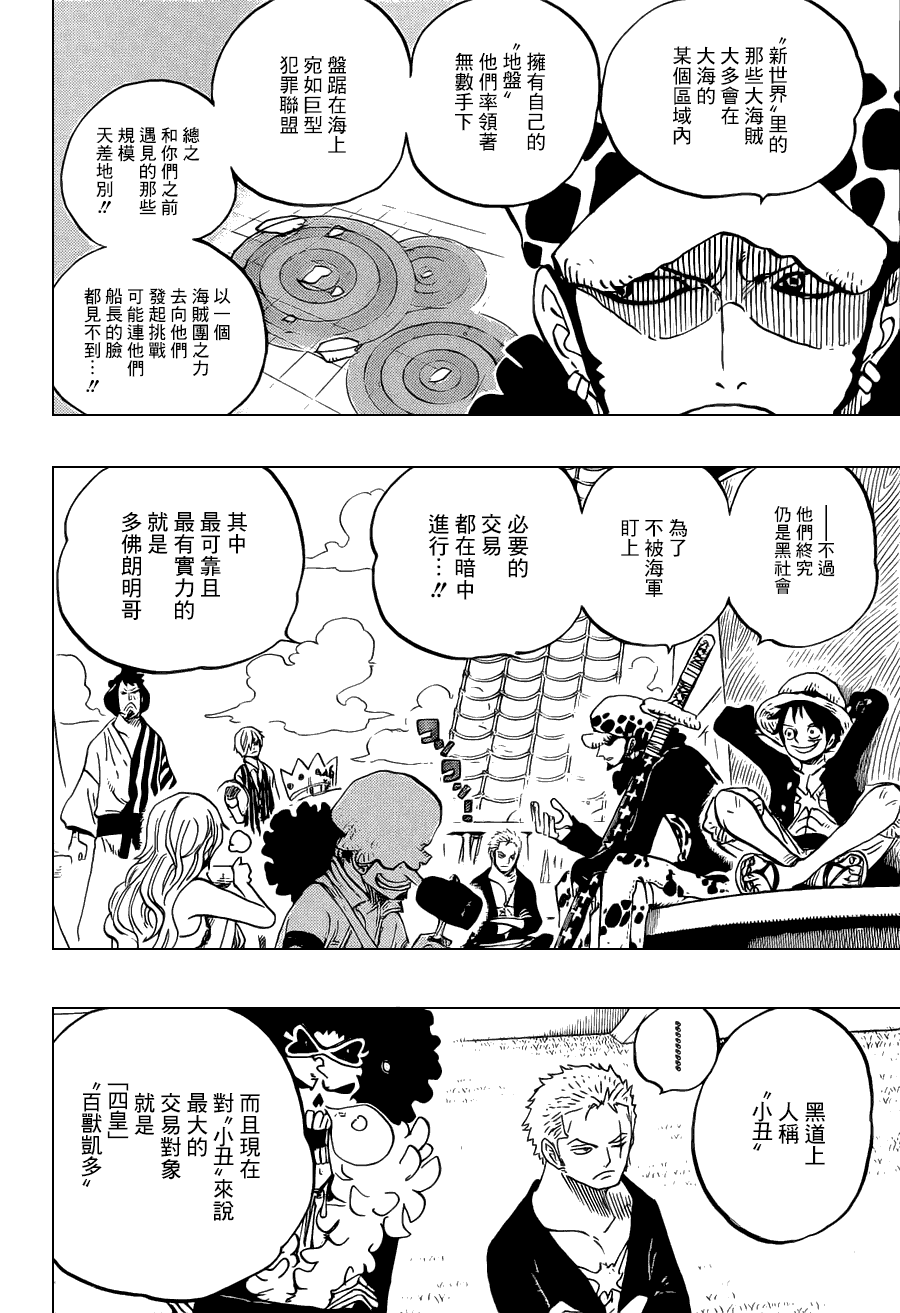 〝新世界〞里的
那些大海賊
大多會在
大海的
某個區域內
擁有自己的
〝地盤〞
他們率領著
無數手下
盤踞在海上
宛如巨型
犯罪聯盟
總之
和你們之前
遇見的那些
規模
天差地別!!
以一個
海賊團之力
去向他們
發起挑戰
可能連他們
船長的臉
都見不到…!!
——不過
他們終究
仍是黑社會
為了
不被海軍
盯上
必要的
交易
都在暗中
進行…!!
其中
最可靠且
最有實力的
就是
多佛朗明哥
黑道上
人稱
〝小丑〞
………
而且現在
對〝小丑〞來說
最大的
交易對象
就是
「四皇」
〝百獸凱多〞